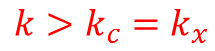 k > k_c = k_x